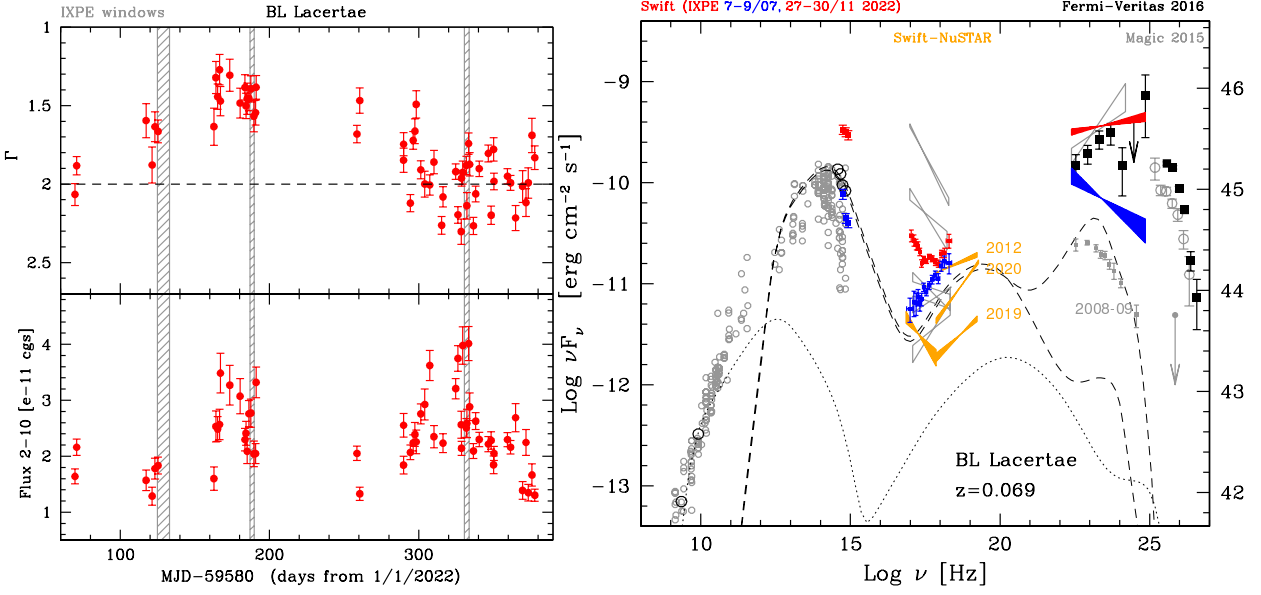 IXPE windows
BL Lacertae
1
1.5
2
2.5
Γ
4
3
2
1
Flux 2-10 [e-11 cgs]
100
200
300
MJD-59580 (days from 1/1/2022)
Swift (IXPE 7-9/07, 27-30/11 2022)
Fermi-Veritas 2016
Swift-NuSTAR
Magic 2015
-9
-10
-11
-12
-13
Log νFν [erg cm-2 s-1]
46
45
44
43
42
2012
2020
2019
2008-09
BL Lacertae
z=0.069
10
15
20
25
Log ν [Hz]